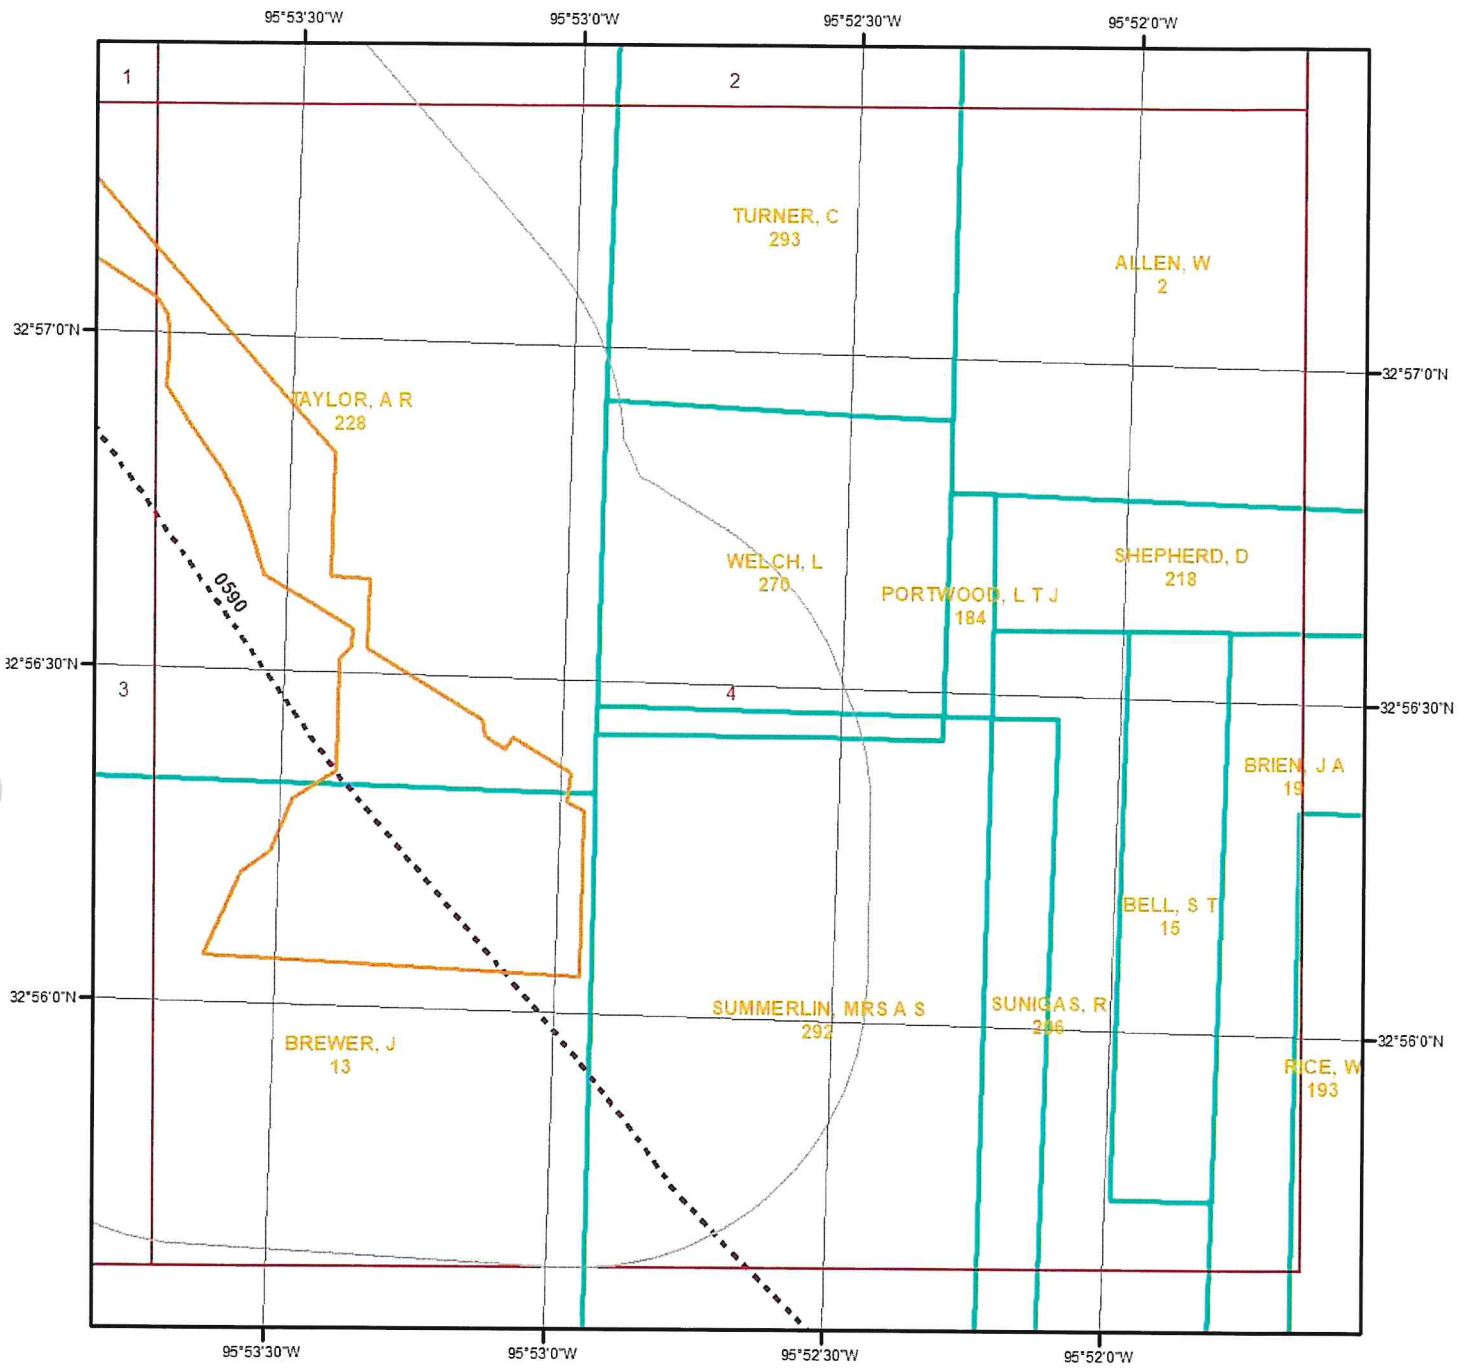 95°53'30"W
95°53'0"W
95°52'30"W
95°52'0"W
1
2
TURNER, C
293
ALLEN, W
2
32°57'0"N
32°57'0"N
TAYLOR, A R
228
WELCH, L
270
SHEPHERD, D
218
PORTWOOD, L T J
184
0590
32°56'30"N
3
4
32°56'30"N
BRIEN, J A
19
BELL, S T
15
32°56'0"N
SUMMERLIN, MRS A S
292
SUNIGAS, R
206
32°56'0"N
BREWER, J
13
RICE, W
193
95°53'30"W
95°53'0"W
95°52'30"W
95°52'0"W